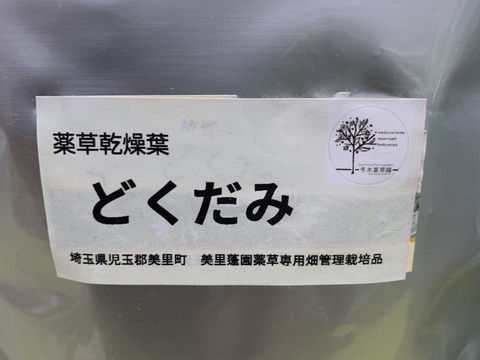 薬草乾燥葉
どくだみ
埼玉県児玉郡美里町 美里蓬園薬草専用畑管理栽培品